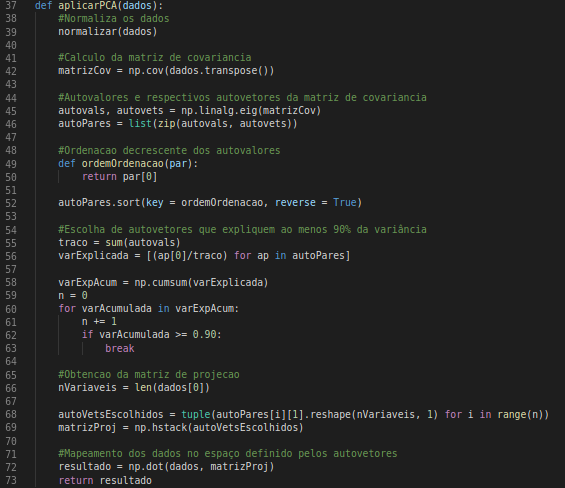 37 def aplicarPCA(dados):
38     #Normaliza os dados
39     normalizar(dados)
40
41     #Calculo da matriz de covariancia
42     matrizCov = np.cov(dados.transpose())
43
44     #Autovalores e respectivos autovetores da matriz de covariancia
45     autovals, autovets = np.linalg.eig(matrizCov)
46     autoPares = list(zip(autovals, autovets))
47
48     #Ordenacao decrescente dos autovalores
49     def ordemOrdenacao(par):
50         return par[0]
51
52     autoPares.sort(key = ordemOrdenacao, reverse = True)
53
54     #Escolha de autovetores que expliquem ao menos 90% da variância
55     traco = sum(autovals)
56     varExplicada = [(ap[0]/traco) for ap in autoPares]
57
58     varExpAcum = np.cumsum(varExplicada)
59     n = 0
60     for varAcumulada in varExpAcum:
61         n += 1
62         if varAcumulada >= 0.90:
63             break
64
65     #Obtencao da matriz de projecao
66     nVariaveis = len(dados[0])
67
68     autoVetsEscolhidos = tuple(autoPares[i][1].reshape(nVariaveis, 1) for i in range(n))
69     matrizProj = np.hstack(autoVetsEscolhidos)
70
71     #Mapeamento dos dados no espaço definido pelos autovetores
72     resultado = np.dot(dados, matrizProj)
73     return resultado